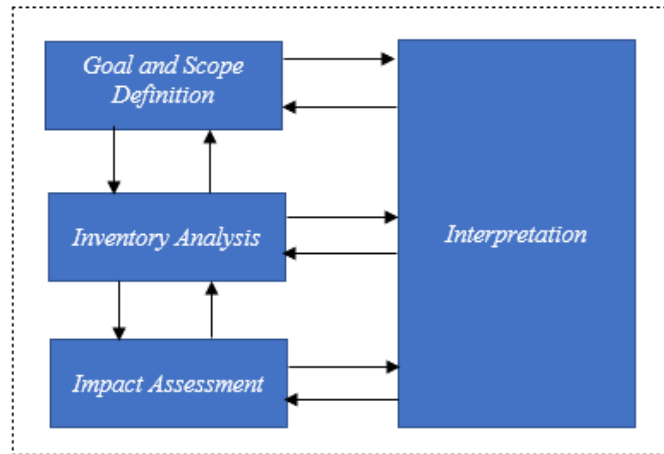 Goal and Scope
Definition
Inventory Analysis
Interpretation
Impact Assessment